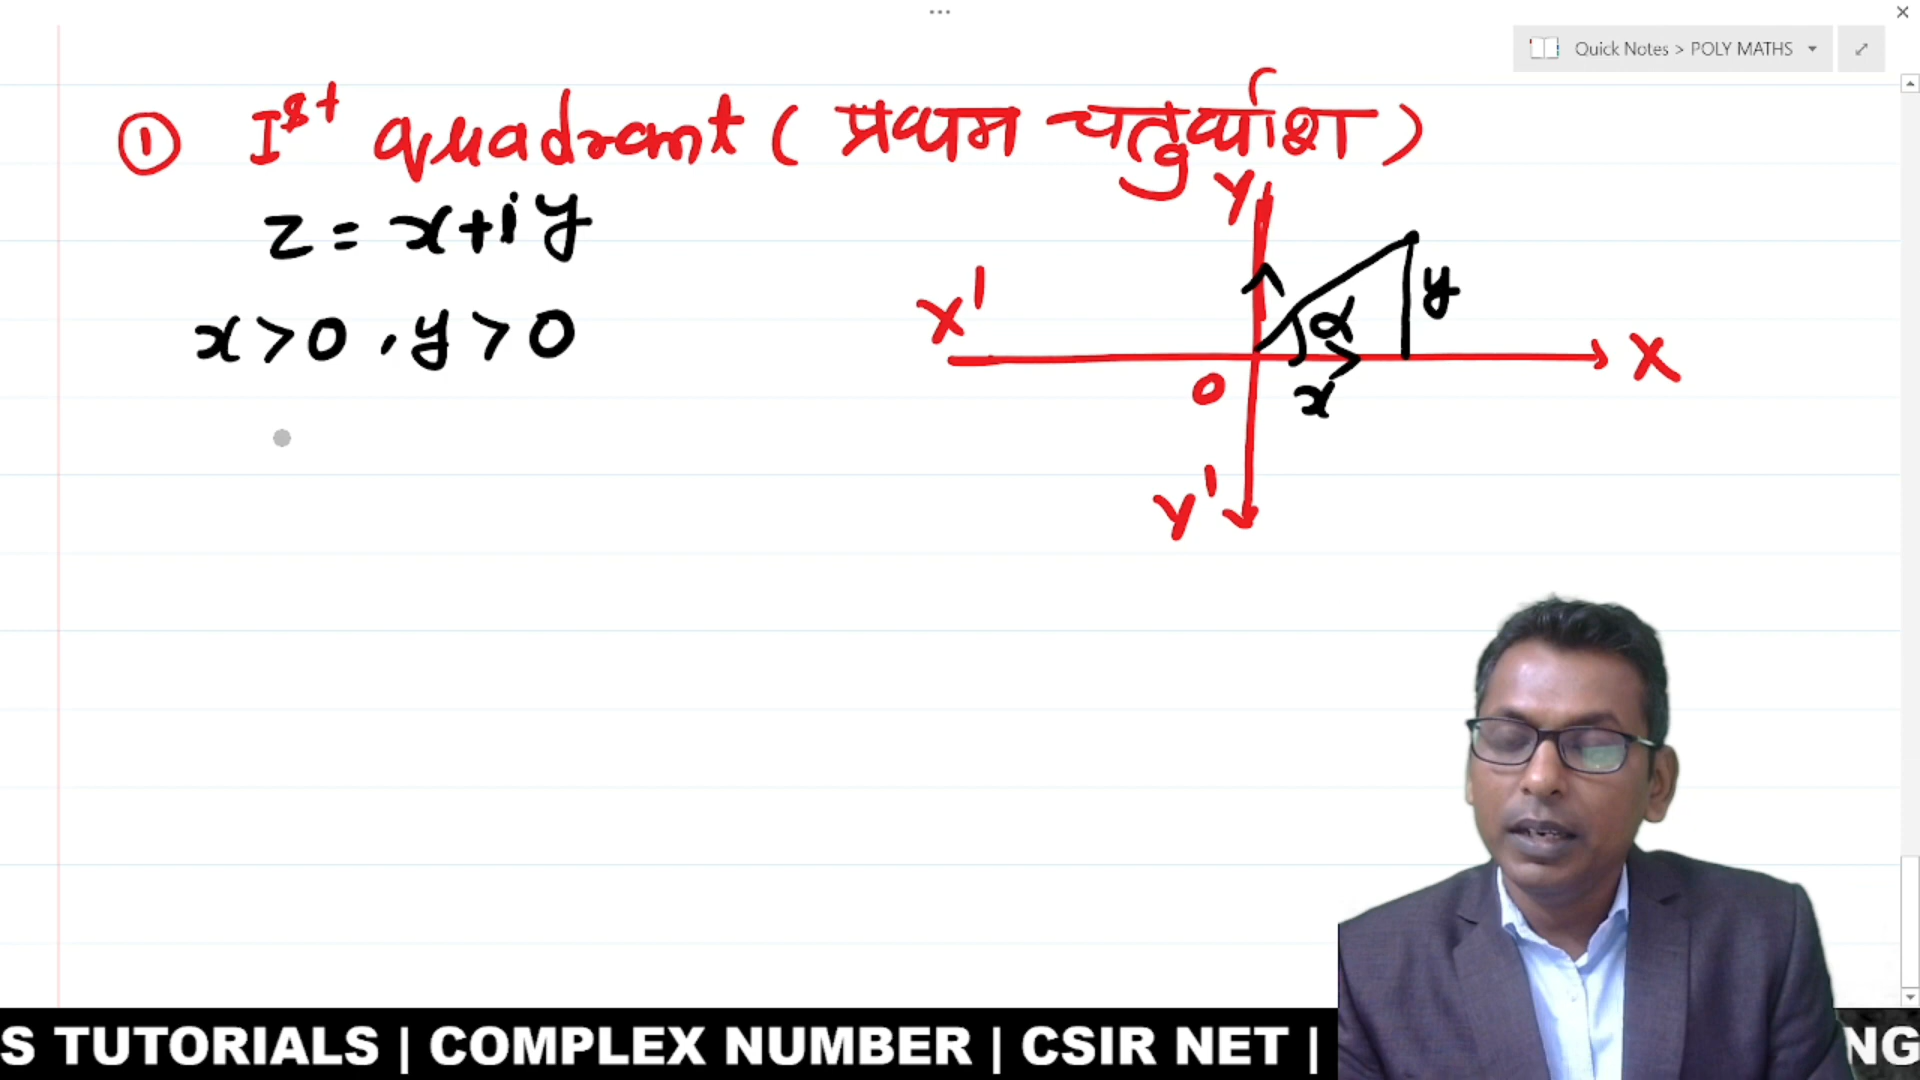 Quick Notes > POLY MATHS
① Ist quadrant ( प्रथम चतुर्थांश )
z = x+iy
x>0 , y>0
Y
y
α
X'
X
O
x
Y'
S TUTORIALS | COMPLEX NUMBER | CSIR NET |
NG